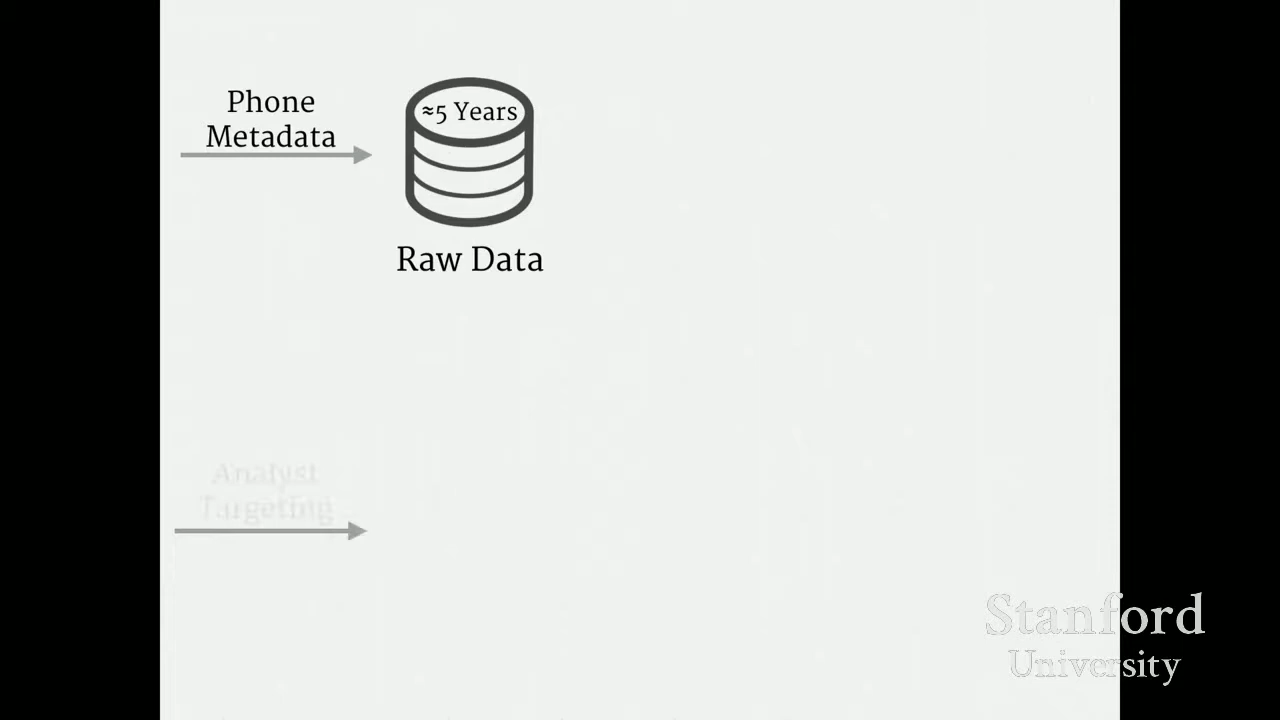 Phone
Metadata
≈5 Years
Raw Data
Analyst
Targeting
Stanford
University